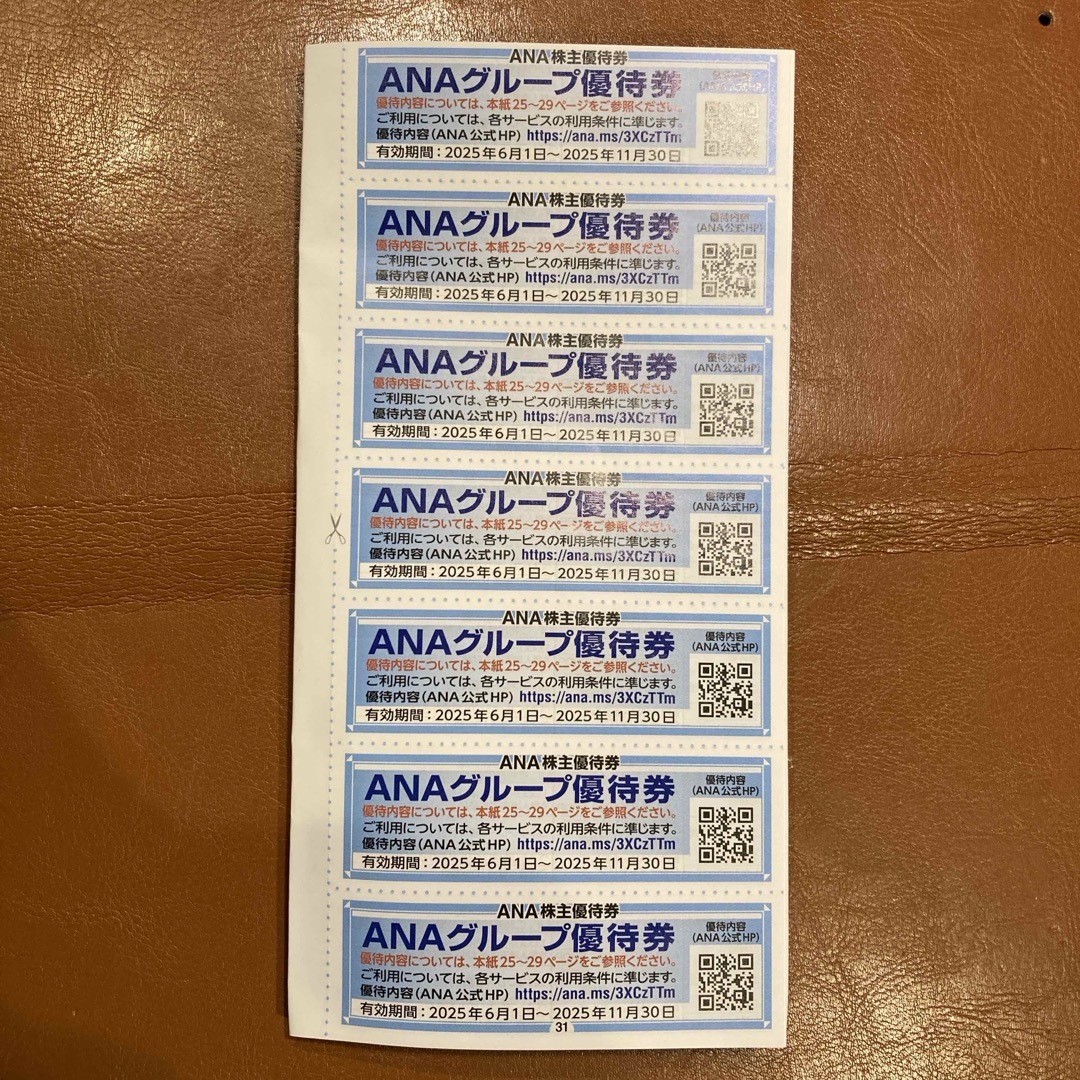 ANA株主優待券
ANAグループ優待券
優待内容については、本紙25～29ページをご参照ください。
(ANA公式HP)
ご利用については、各サービスの利用条件に準じます。
優待内容(ANA公式HP) https://ana.ms/3XCzTTm
有効期間：2025年6月1日～2025年11月30日
ANA株主優待券
ANAグループ優待券
優待内容
(ANA公式HP)
優待内容については、本紙25～29ページをご参照ください。
ご利用については、各サービスの利用条件に準じます。
優待内容(ANA公式HP) https://ana.ms/3XCzTTm
有効期間：2025年6月1日～2025年11月30日
ANA株主優待券
ANAグループ優待券
優待内容
(ANA公式HP)
優待内容については、本紙25～29ページをご参照ください。
ご利用については、各サービスの利用条件に準じます。
優待内容(ANA公式HP) https://ana.ms/3XCzTTm
有効期間：2025年6月1日～2025年11月30日
ANA株主優待券
ANAグループ優待券
優待内容
(ANA公式HP)
優待内容については、本紙25～29ページをご参照ください。
ご利用については、各サービスの利用条件に準じます。
優待内容(ANA公式HP) https://ana.ms/3XCzTTm
有効期間：2025年6月1日～2025年11月30日
ANA株主優待券
ANAグループ優待券
優待内容
(ANA公式HP)
優待内容については、本紙25～29ページをご参照ください。
ご利用については、各サービスの利用条件に準じます。
優待内容(ANA公式HP) https://ana.ms/3XCzTTm
有効期間：2025年6月1日～2025年11月30日
ANA株主優待券
ANAグループ優待券
優待内容
(ANA公式HP)
優待内容については、本紙25～29ページをご参照ください。
ご利用については、各サービスの利用条件に準じます。
優待内容(ANA公式HP) https://ana.ms/3XCzTTm
有効期間：2025年6月1日～2025年11月30日
ANA株主優待券
ANAグループ優待券
優待内容
(ANA公式HP)
優待内容については、本紙25～29ページをご参照ください。
ご利用については、各サービスの利用条件に準じます。
優待内容(ANA公式HP) https://ana.ms/3XCzTTm
有効期間：2025年6月1日～2025年11月30日
31